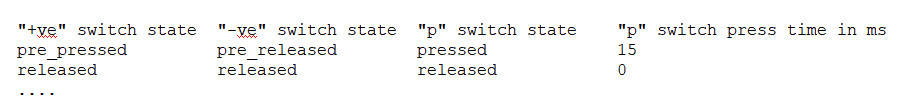 "+ve" switch state "-ve" switch state "p" switch state "p" switch press time in ms
pre_pressed pre_released pressed 15
released released released 0
....